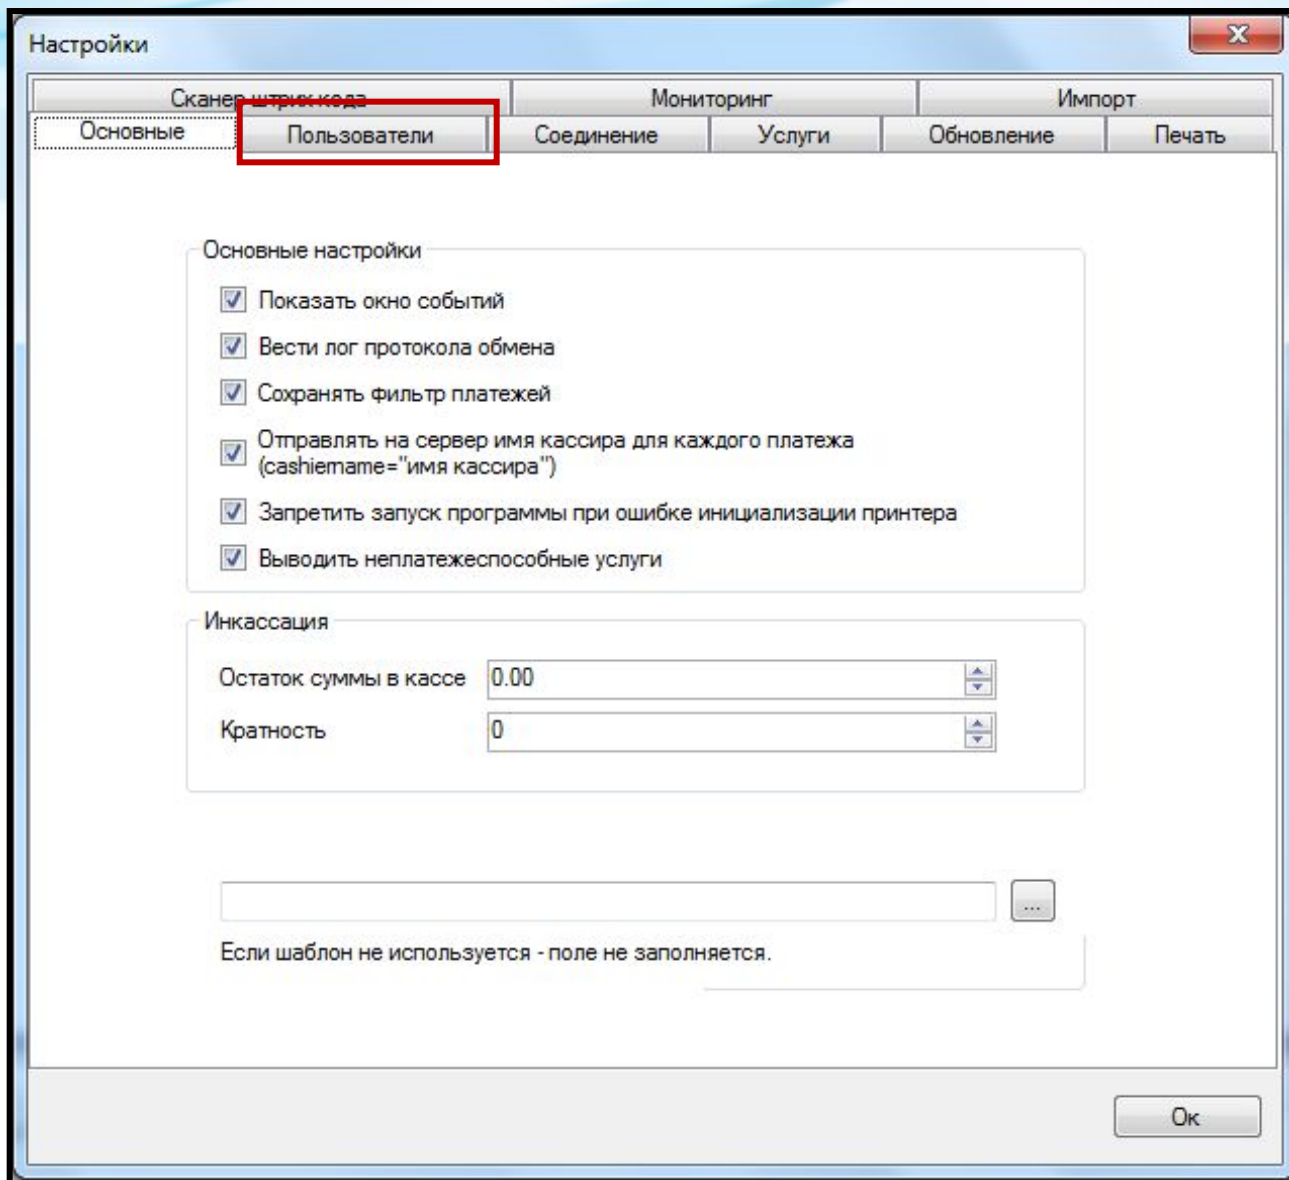 Настройки
Сканер штрих кода Мониторинг Импорт
Основные Пользователи Соединение Услуги Обновление Печать
Основные настройки
Показать окно событий
Вести лог протокола обмена
Сохранять фильтр платежей
Отправлять на сервер имя кассира для каждого платежа
(cashiername="имя кассира")
Запретить запуск программы при ошибке инициализации принтера
Выводить неплатежеспособные услуги
Инкассация
Остаток суммы в кассе 0.00
Кратность 0
...
Если шаблон не используется - поле не заполняется.
Ок